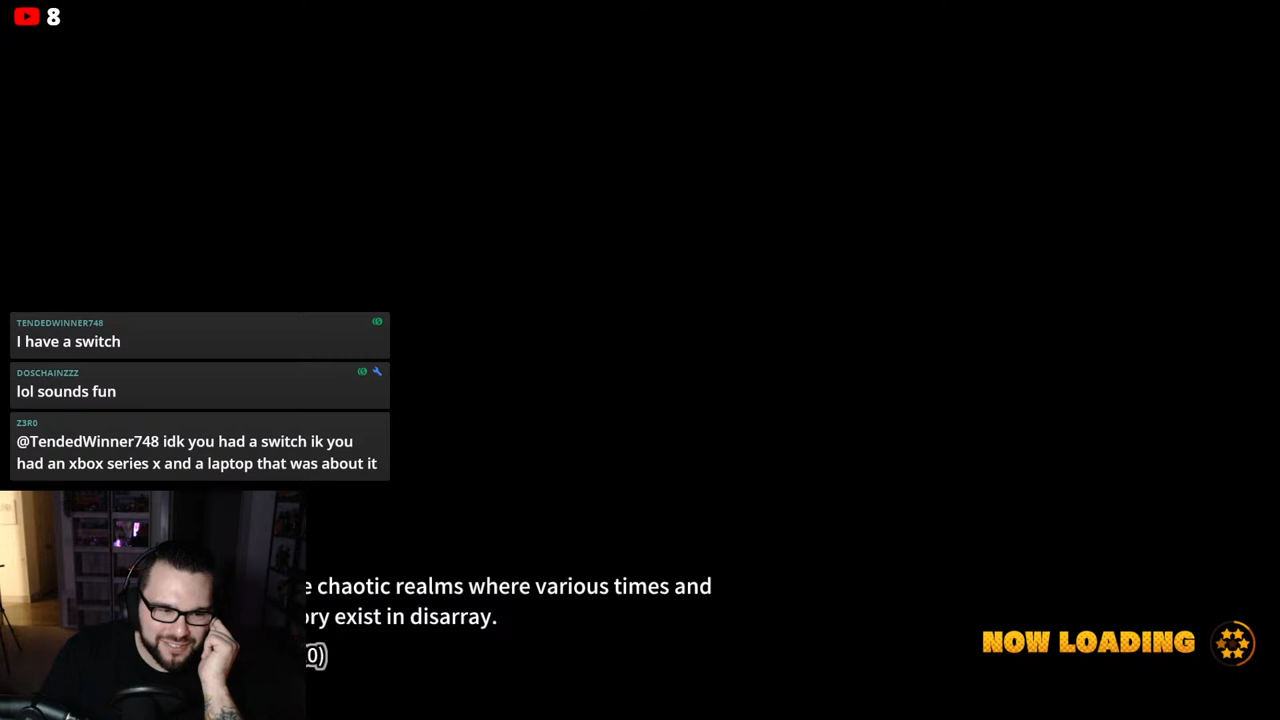 8
TENDEDWINNER748
I have a switch
DOSCHAINZZZ
lol sounds fun
Z3R0
@TendedWinner748 idk you had a switch ik you
had an xbox series x and a laptop that was about it
chaotic realms where various times and
exist in disarray.
0)
NOW LOADING